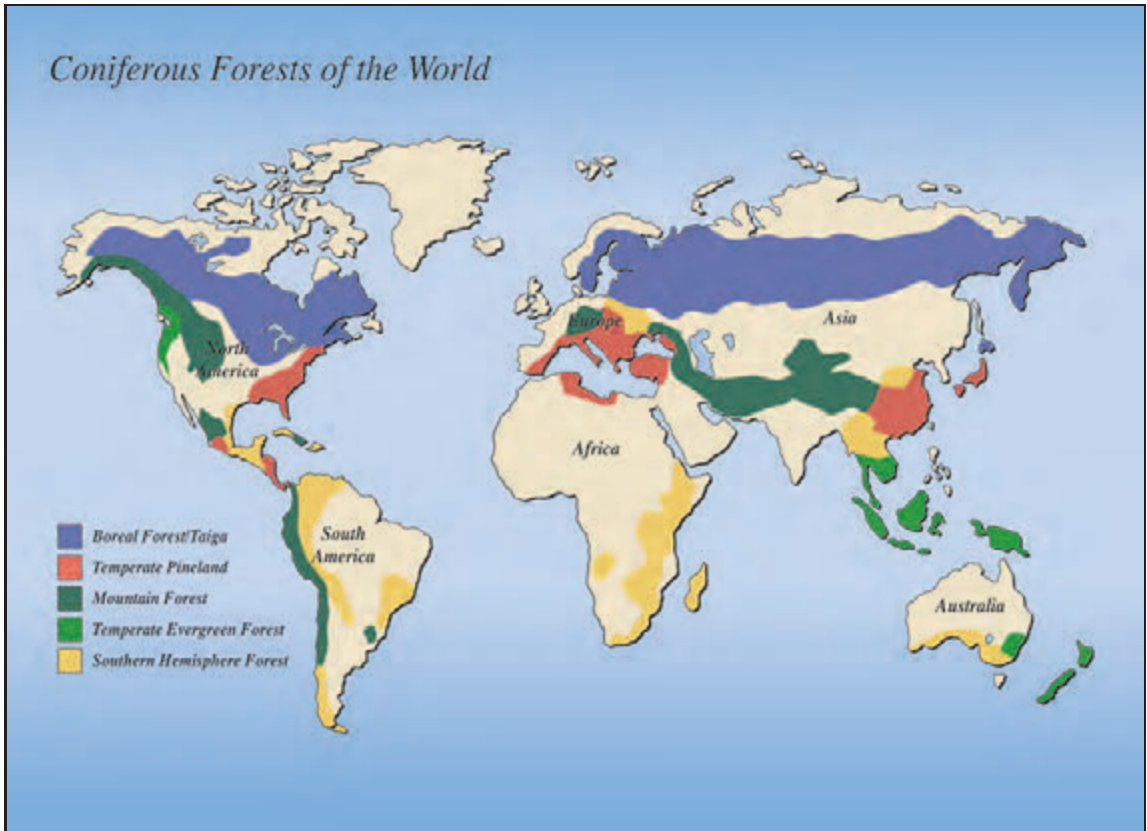 Coniferous Forests of the World
Europe
Asia
North
America
Africa
South
America
Australia
Boreal Forest/Taiga
Temperate Pineland
Mountain Forest
Temperate Evergreen Forest
Southern Hemisphere Forest